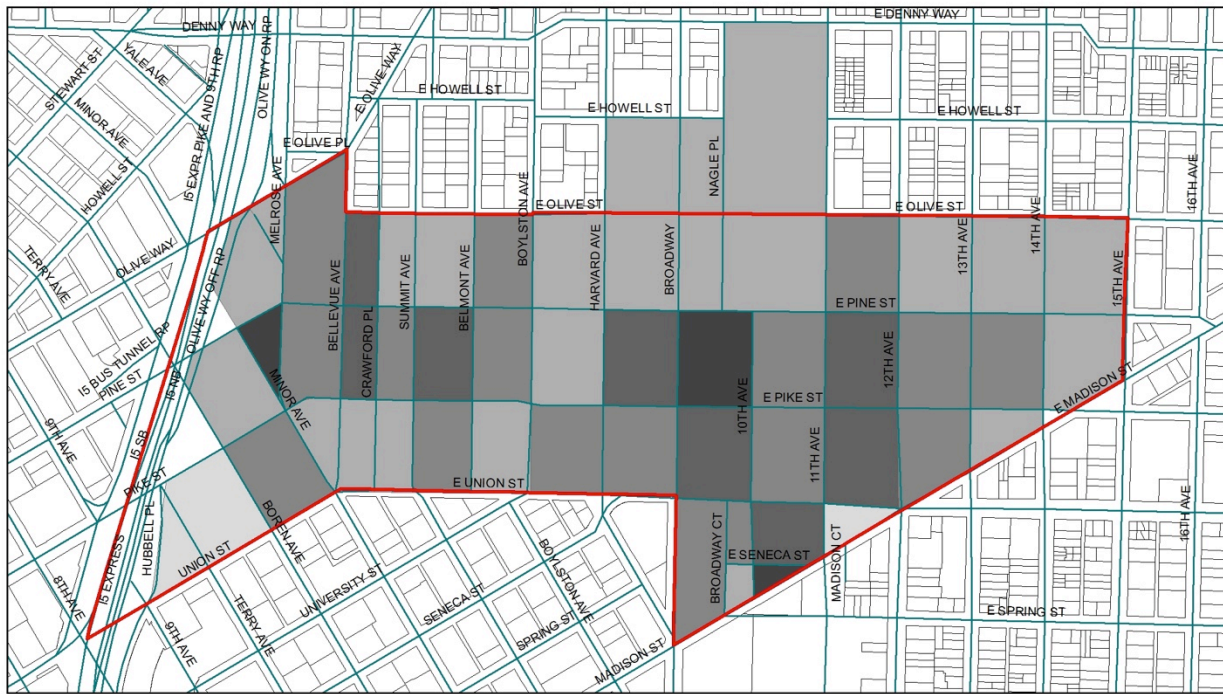 DENNY WAY
E DENNY WAY
STEWART ST
YALE AVE
MINOR AVE
HOWELL ST
I5 EXPR PIKE AND 9TH RP
OLIVE WY ON RP
E OLIVE WAY
E HOWELL ST
E HOWELL ST
E HOWELL ST
E OLIVE PL
MELROSE AVE
NAGLE PL
BOYLSTON AVE
E OLIVE ST
E OLIVE ST
16TH AVE
TERRY AVE
OLIVE WAY
OLIVE WY OFF RP
BELLEVUE AVE
CRAWFORD PL
SUMMIT AVE
BELMONT AVE
HARVARD AVE
BROADWAY
13TH AVE
14TH AVE
15TH AVE
E PINE ST
I5 BUS TUNNEL RP
PINE ST
I5 NB
MINOR AVE
12TH AVE
10TH AVE
E PIKE ST
E MADISON ST
9TH AVE
I5 SB
PIKE ST
11TH AVE
E UNION ST
HUBBELL PL
BOREN AVE
16TH AVE
I5 EXPRESS
UNION ST
8TH AVE
9TH AVE
TERRY AVE
UNIVERSITY ST
SENECA ST
BOYLSTON AVE
SPRING ST
MADISON ST
BROADWAY CT
E SENECA ST
MADISON CT
E SPRING ST